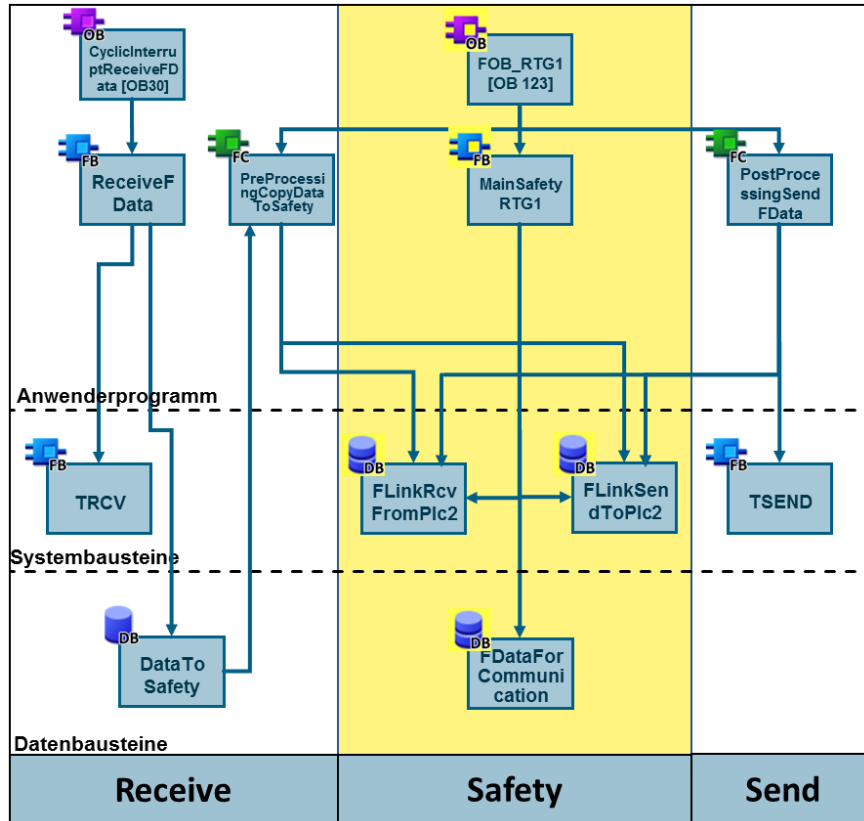 OB
CyclicInterru
ptReceiveFD
ata [OB30]
OB
FOB_RTG1
[OB 123]
FB
ReceiveF
Data
FC
PreProcessi
ngCopyData
ToSafety
FB
MainSafety
RTG1
FC
PostProce
ssingSend
FData
Anwenderprogramm
FB
TRCV
DB
FLinkRcv
FromPlc2
DB
FLinkSen
dToPlc2
FB
TSEND
Systembausteine
DB
DataTo
Safety
DB
FDataFor
Communi
cation
Datenbausteine
Receive
Safety
Send